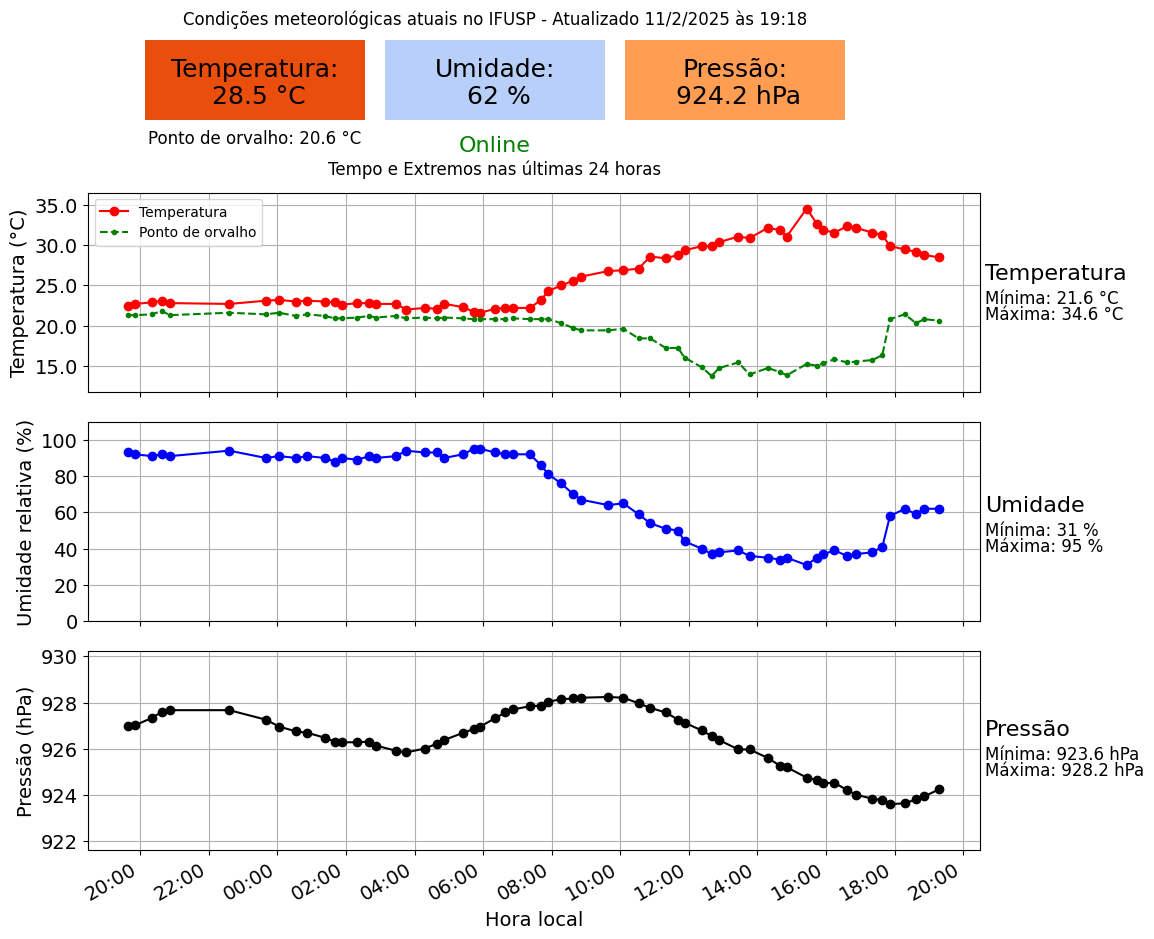 Condições meteorológicas atuais no IFUSP - Atualizado 11/2/2025 às 19:18
Temperatura:
28.5 °C
Umidade:
62 %
Pressão:
924.2 hPa
Ponto de orvalho: 20.6 °C
Online
Tempo e Extremos nas últimas 24 horas
Temperatura (°C)
35.0
30.0
25.0
20.0
15.0
Temperatura
Ponto de orvalho
Temperatura
Mínima: 21.6 °C
Máxima: 34.6 °C
Umidade relativa (%)
100
80
60
40
20
0
Umidade
Mínima: 31 %
Máxima: 95 %
Pressão (hPa)
930
928
926
924
922
Pressão
Mínima: 923.6 hPa
Máxima: 928.2 hPa
20:00 22:00 00:00 02:00 04:00 06:00 08:00 10:00 12:00 14:00 16:00 18:00 20:00
Hora local